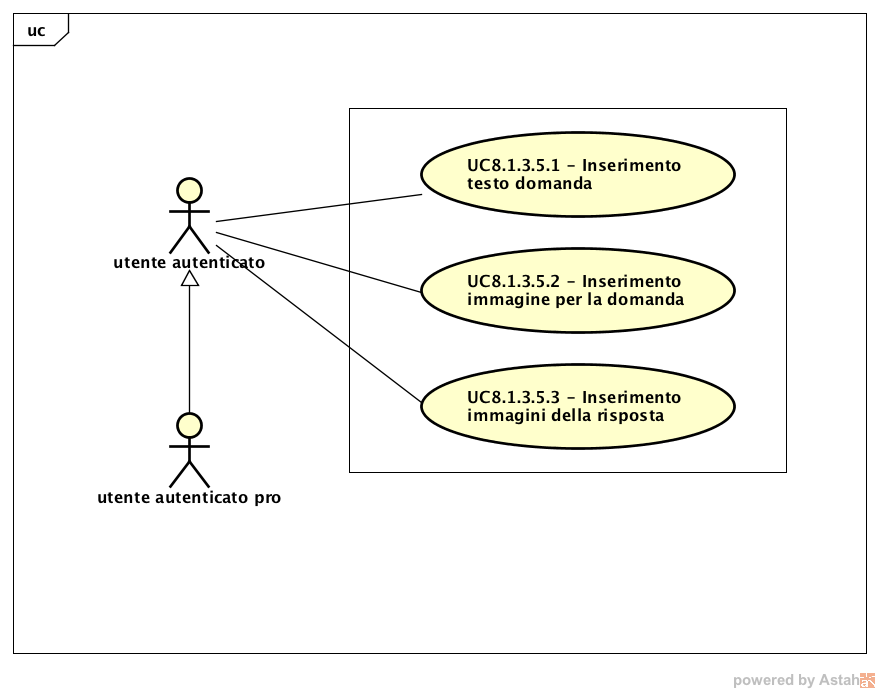 uc
UC8.1.3.5.1 - Inserimento
testo domanda
utente autenticato
UC8.1.3.5.2 - Inserimento
immagine per la domanda
UC8.1.3.5.3 - Inserimento
immagini della risposta
utente autenticato pro
powered by Astah